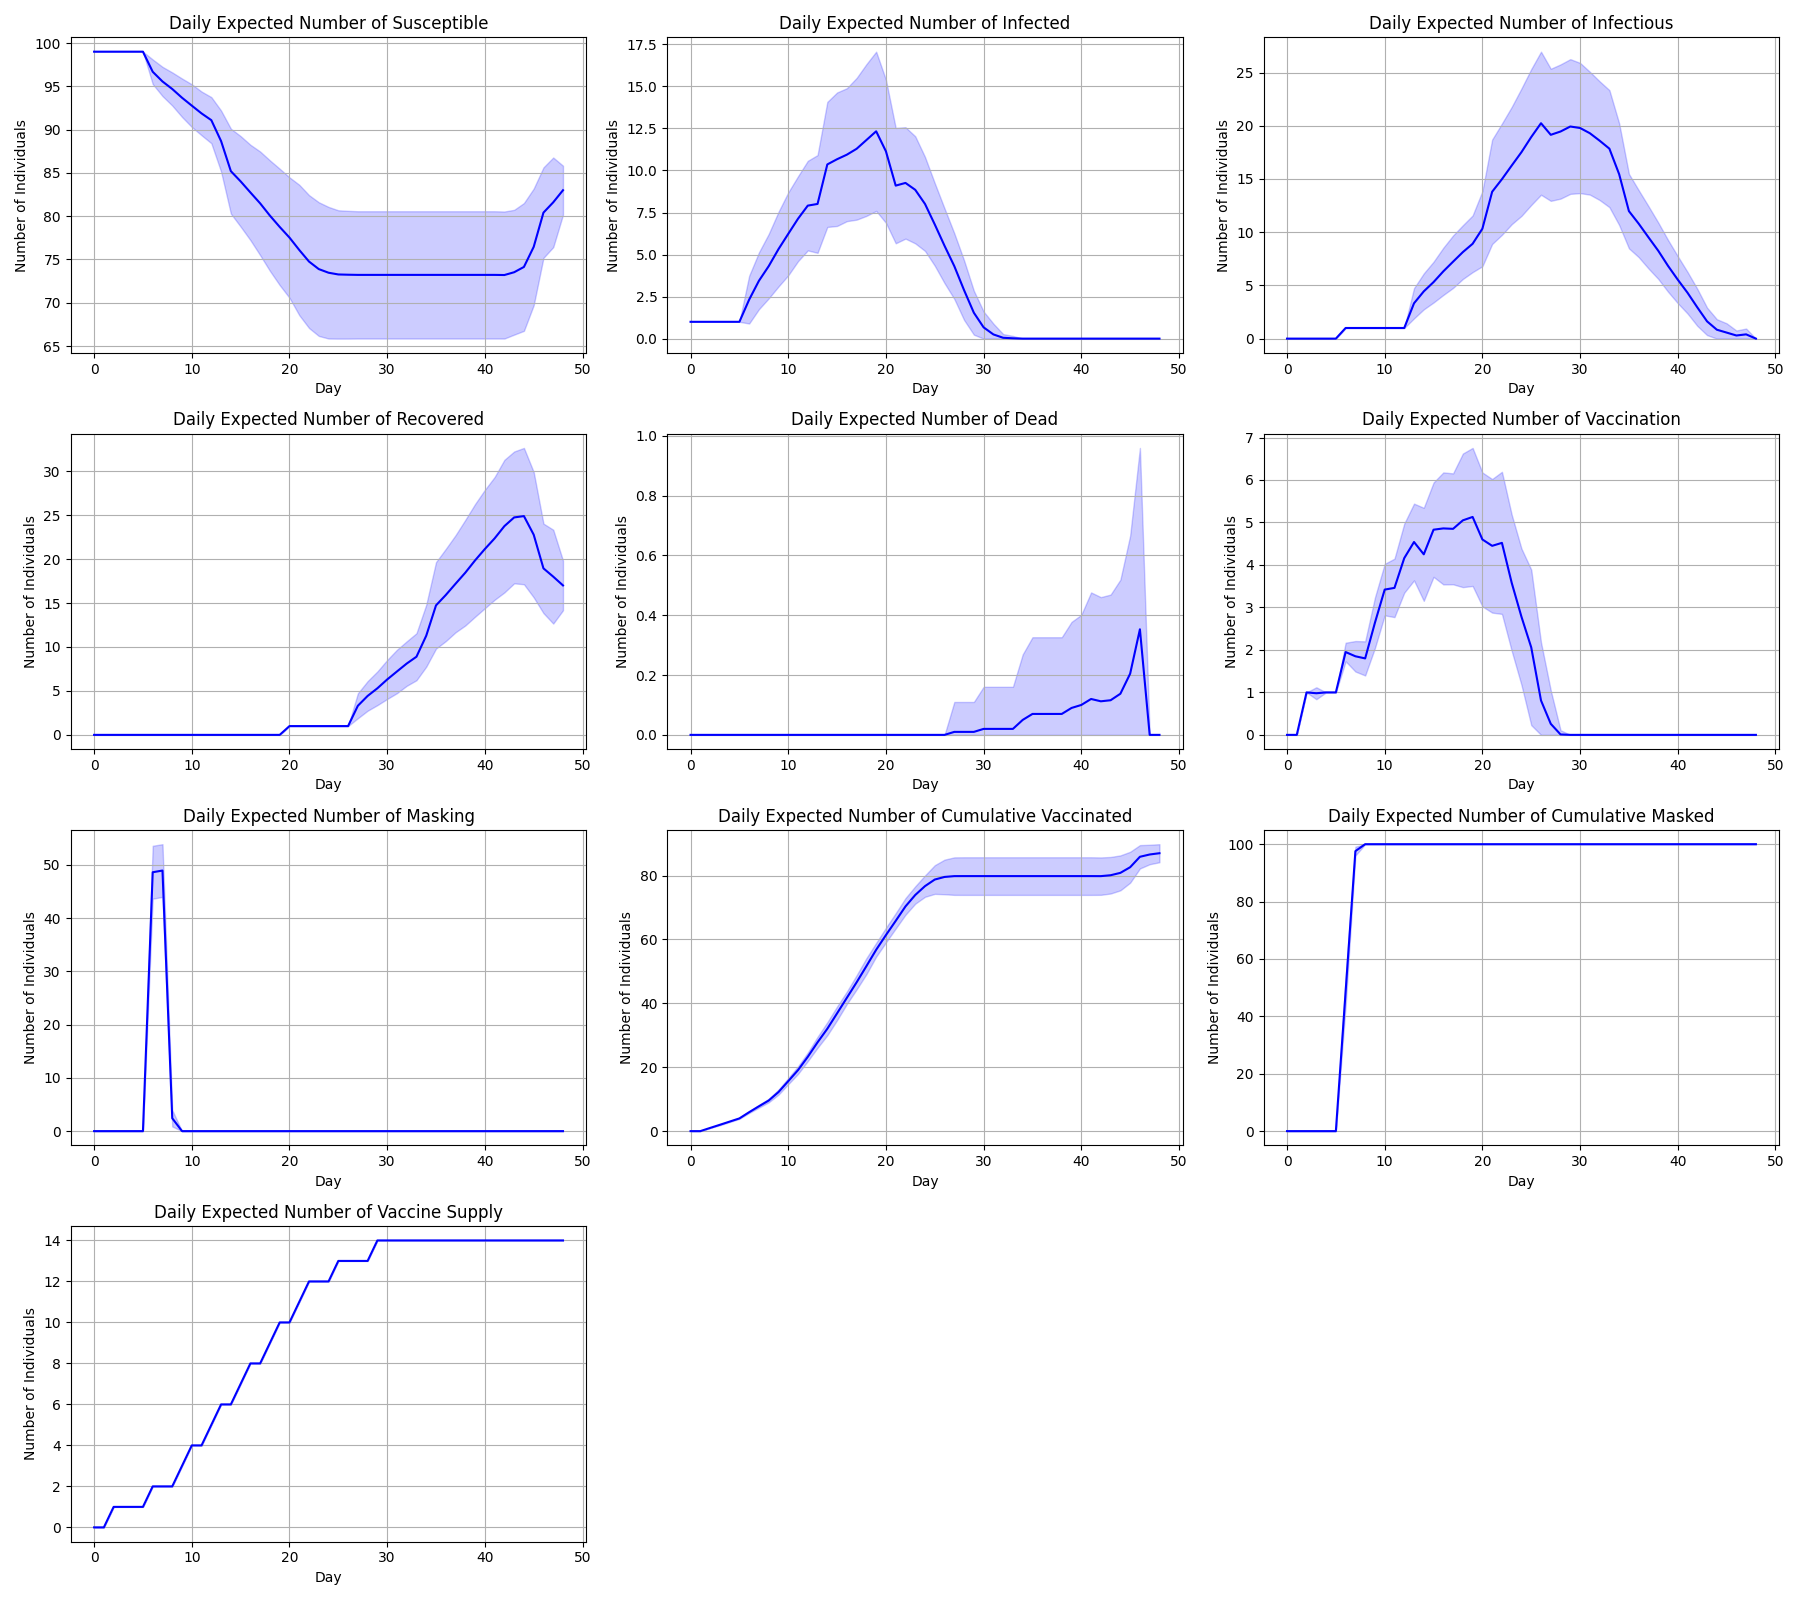 Daily Expected Number of Susceptible
Number of Individuals
100
95
90
85
80
75
70
65
0 10 20 30 40 50
Day
Daily Expected Number of Infected
Number of Individuals
17.5
15.0
12.5
10.0
7.5
5.0
2.5
0.0
0 10 20 30 40 50
Day
Daily Expected Number of Infectious
Number of Individuals
25
20
15
10
5
0
0 10 20 30 40 50
Day
Daily Expected Number of Recovered
Number of Individuals
30
25
20
15
10
5
0
0 10 20 30 40 50
Day
Daily Expected Number of Dead
Number of Individuals
1.0
0.8
0.6
0.4
0.2
0.0
0 10 20 30 40 50
Day
Daily Expected Number of Vaccination
Number of Individuals
7
6
5
4
3
2
1
0
0 10 20 30 40 50
Day
Daily Expected Number of Masking
Number of Individuals
50
40
30
20
10
0
0 10 20 30 40 50
Day
Daily Expected Number of Cumulative Vaccinated
Number of Individuals
80
60
40
20
0
0 10 20 30 40 50
Day
Daily Expected Number of Cumulative Masked
Number of Individuals
100
80
60
40
20
0
0 10 20 30 40 50
Day
Daily Expected Number of Vaccine Supply
Number of Individuals
14
12
10
8
6
4
2
0
0 10 20 30 40 50
Day